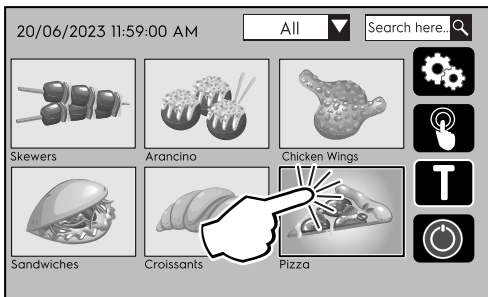 20/06/2023 11:59:00 AM All Search here..
Skewers Arancino Chicken Wings
T
Sandwiches Croissants Pizza